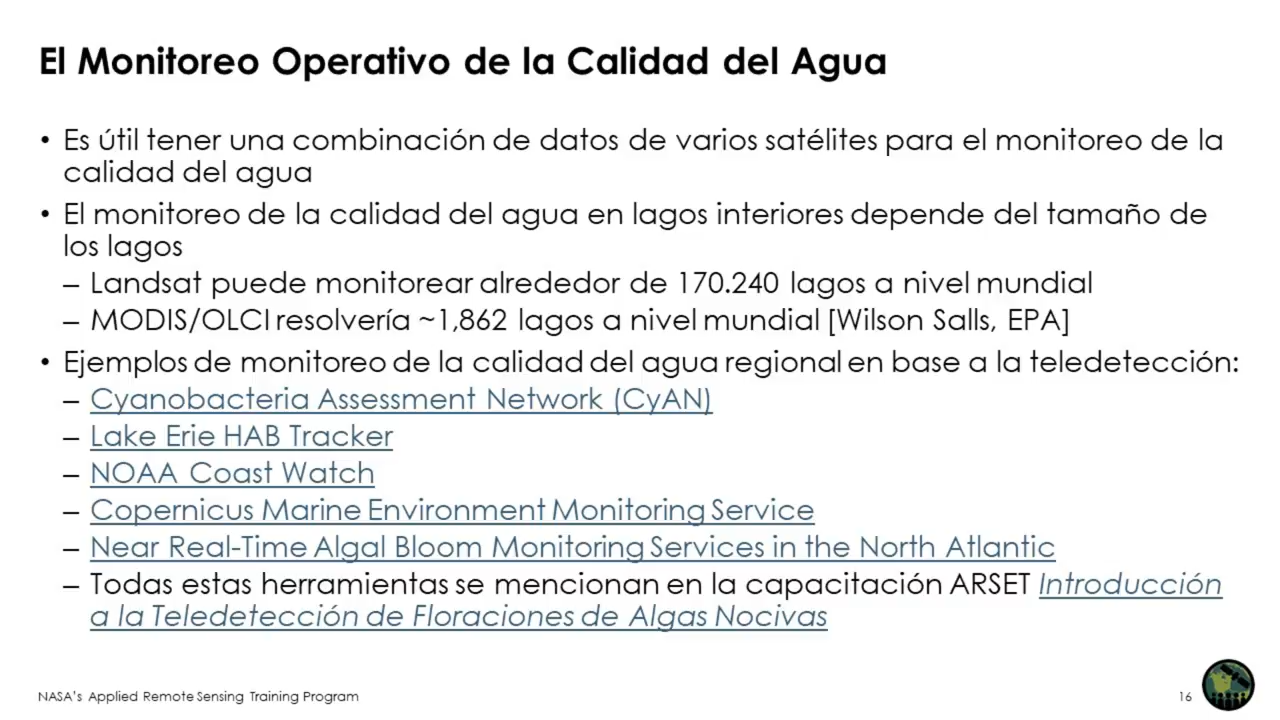 El Monitoreo Operativo de la Calidad del Agua
• Es útil tener una combinación de datos de varios satélites para el monitoreo de la
calidad del agua
• El monitoreo de la calidad del agua en lagos interiores depende del tamaño de
los lagos
– Landsat puede monitorear alrededor de 170.240 lagos a nivel mundial
– MODIS/OLCI resolvería ~1,862 lagos a nivel mundial [Wilson Salls, EPA]
• Ejemplos de monitoreo de la calidad del agua regional en base a la teledetección:
– Cyanobacteria Assessment Network (CyAN)
– Lake Erie HAB Tracker
– NOAA Coast Watch
– Copernicus Marine Environment Monitoring Service
– Near Real-Time Algal Bloom Monitoring Services in the North Atlantic
– Todas estas herramientas se mencionan en la capacitación ARSET Introducción
a la Teledetección de Floraciones de Algas Nocivas
NASA's Applied Remote Sensing Training Program
16